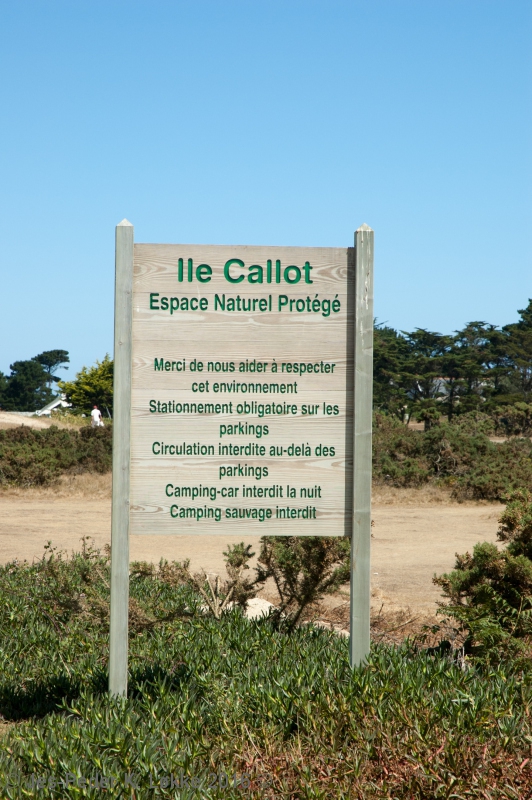 Ile Callot
Espace Naturel Protégé
Merci de nous aider à respecter
cet environnement
Stationnement obligatoire sur les
parkings
Circulation interdite au-delà des
parkings
Camping-car interdit la nuit
Camping sauvage interdit